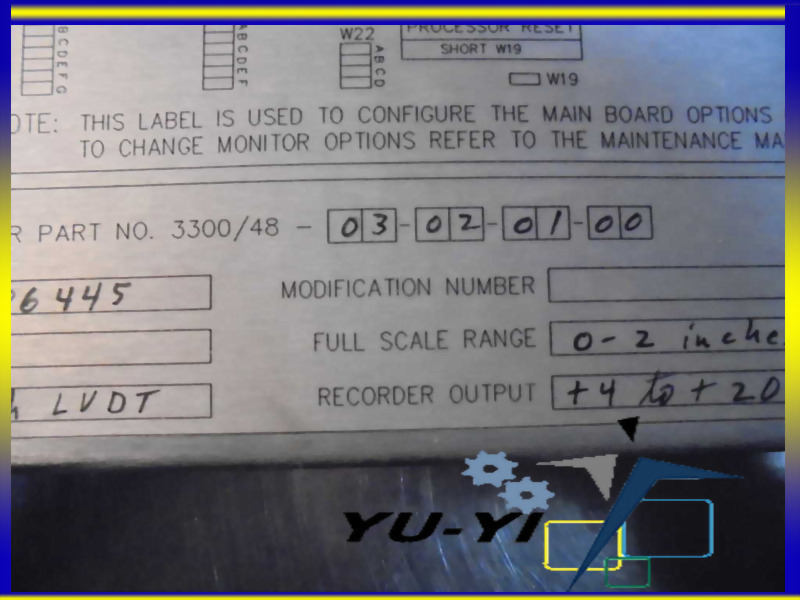 W22
PROCESSOR RESET
SHORT W19
B C D E F G
A B C D E F
A B C D
W19
OTE: THIS LABEL IS USED TO CONFIGURE THE MAIN BOARD OPTIONS
TO CHANGE MONITOR OPTIONS REFER TO THE MAINTENANCE MA
R PART NO. 3300/48 - 03-02-01-00
6445 MODIFICATION NUMBER
FULL SCALE RANGE 0-2 inche
LVDT RECORDER OUTPUT +4 to +20
YU-YI